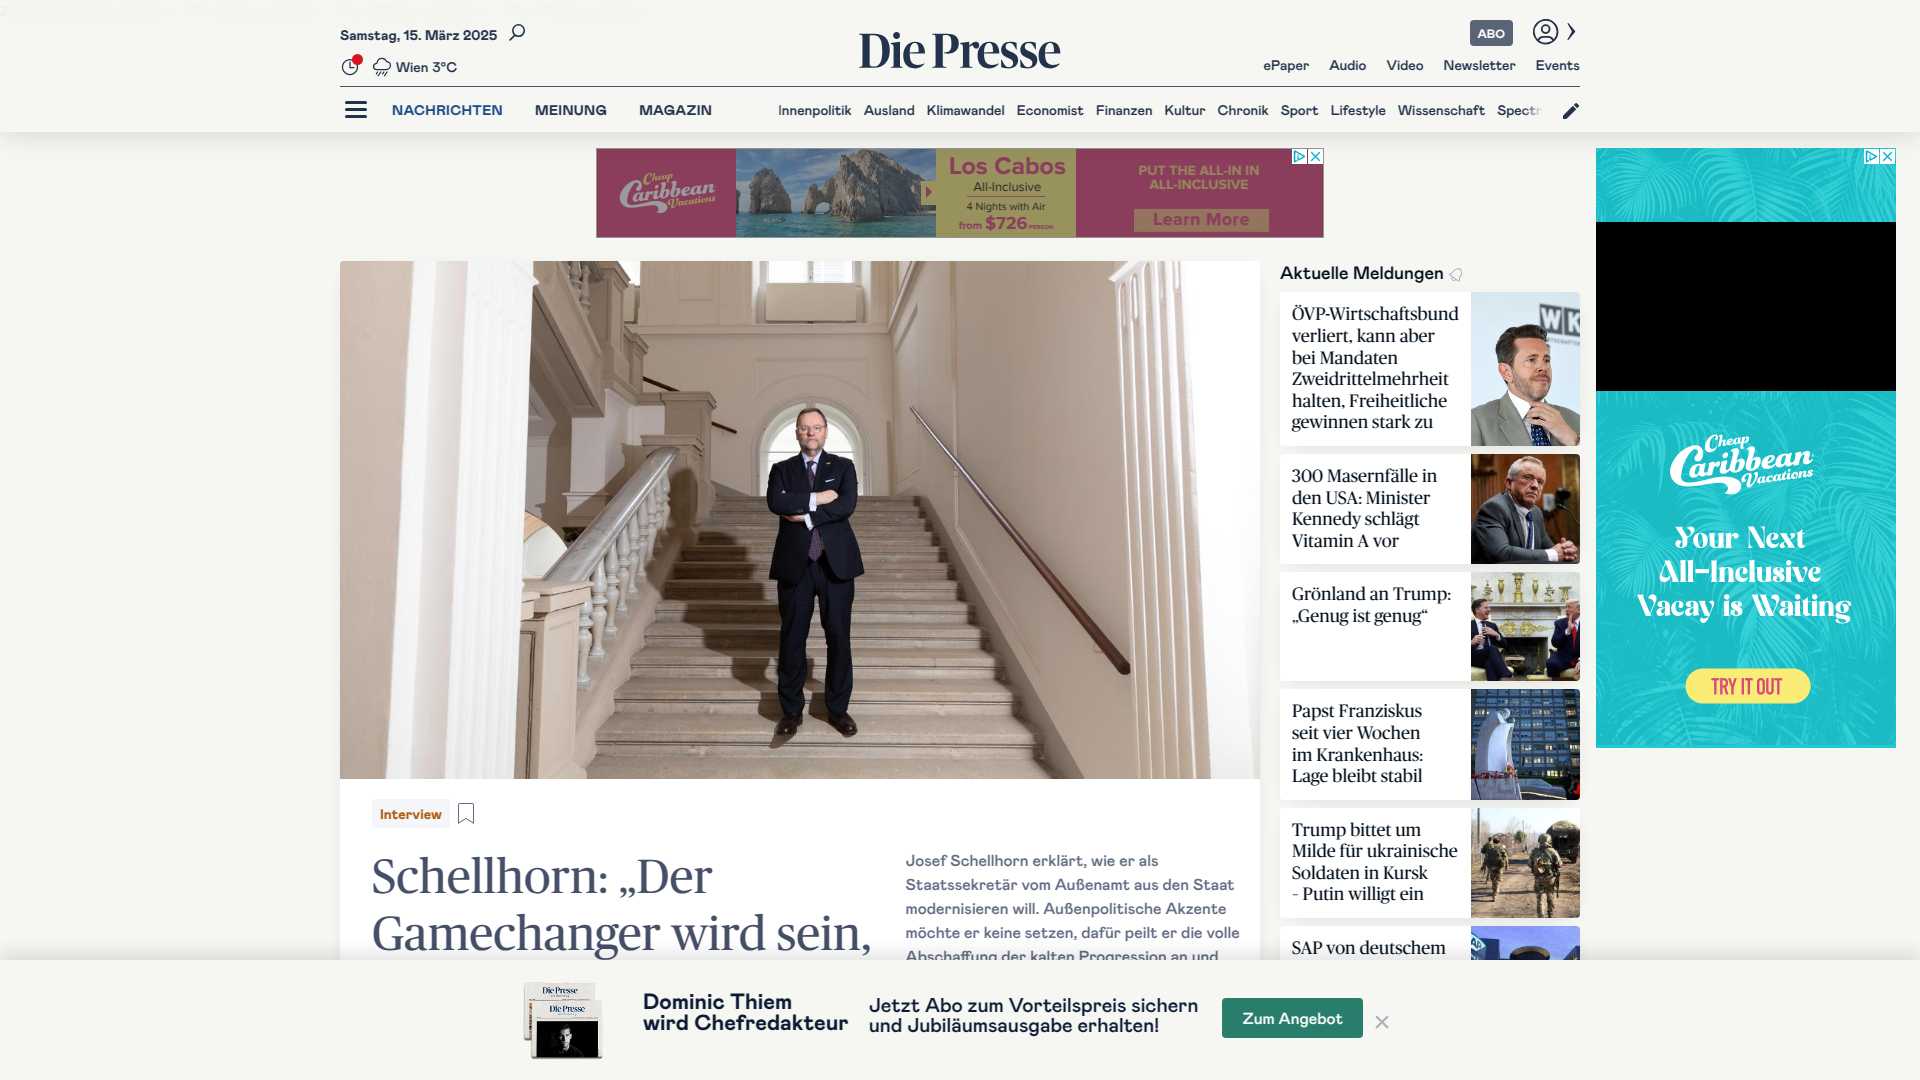 Samstag, 15. März 2025
Wien 3°C
Die Presse
ABO
ePaper Audio Video Newsletter Events
NACHRICHTEN MEINUNG MAGAZIN
Innenpolitik Ausland Klimawandel Economist Finanzen Kultur Chronik Sport Lifestyle Wissenschaft Spectr
Cheap
Caribbean
Vacations
Los Cabos
All-Inclusive
4 Nights with Air
from $726 PERSON
PUT THE ALL-IN IN
ALL-INCLUSIVE
Learn More
Interview
Schellhorn: „Der
Gamechanger wird sein,
Josef Schellhorn erklärt, wie er als
Staatssekretär vom Außenamt aus den Staat
modernisieren will. Außenpolitische Akzente
möchte er keine setzen, dafür peilt er die volle
Abschaffung der kalten Progression an und
Aktuelle Meldungen
ÖVP-Wirtschaftsbund
verliert, kann aber
bei Mandaten
Zweidrittelmehrheit
halten, Freiheitliche
gewinnen stark zu
WK
300 Masernfälle in
den USA: Minister
Kennedy schlägt
Vitamin A vor
Grönland an Trump:
„Genug ist genug“
Papst Franziskus
seit vier Wochen
im Krankenhaus:
Lage bleibt stabil
Trump bittet um
Milde für ukrainische
Soldaten in Kursk
- Putin willigt ein
SAP von deutschem
Cheap
Caribbean
Vacations
Your Next
All-Inclusive
Vacay is Waiting
TRY IT OUT
Die Presse
Die Presse
Dominic Thiem
wird Chefredakteur
Jetzt Abo zum Vorteilspreis sichern
und Jubiläumsausgabe erhalten!
Zum Angebot